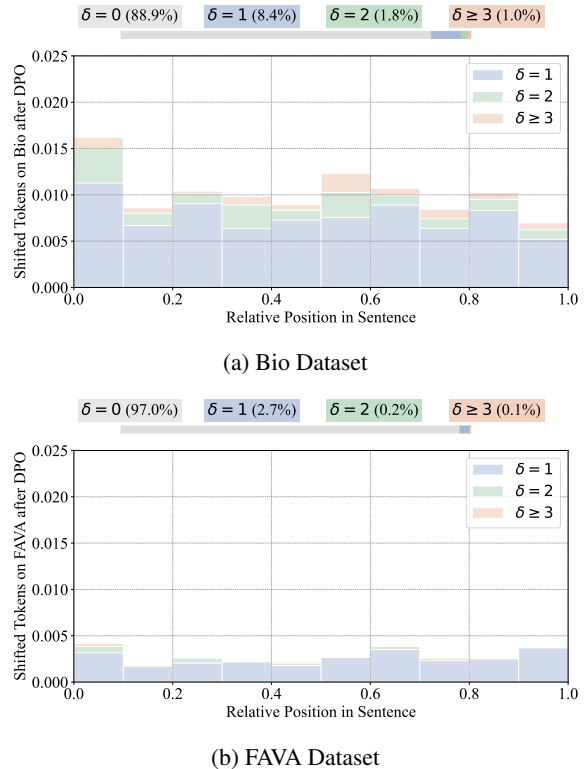 δ = 0 (88.9%) δ = 1 (8.4%) δ = 2 (1.8%) δ ≥ 3 (1.0%)
Shifted Tokens on Bio after DPO
0.025
0.020
0.015
0.010
0.005
0.000
δ = 1
δ = 2
δ ≥ 3
0.0 0.2 0.4 0.6 0.8 1.0
Relative Position in Sentence
(a) Bio Dataset
δ = 0 (97.0%) δ = 1 (2.7%) δ = 2 (0.2%) δ ≥ 3 (0.1%)
Shifted Tokens on FAVA after DPO
0.025
0.020
0.015
0.010
0.005
0.000
δ = 1
δ = 2
δ ≥ 3
0.0 0.2 0.4 0.6 0.8 1.0
Relative Position in Sentence
(b) FAVA Dataset